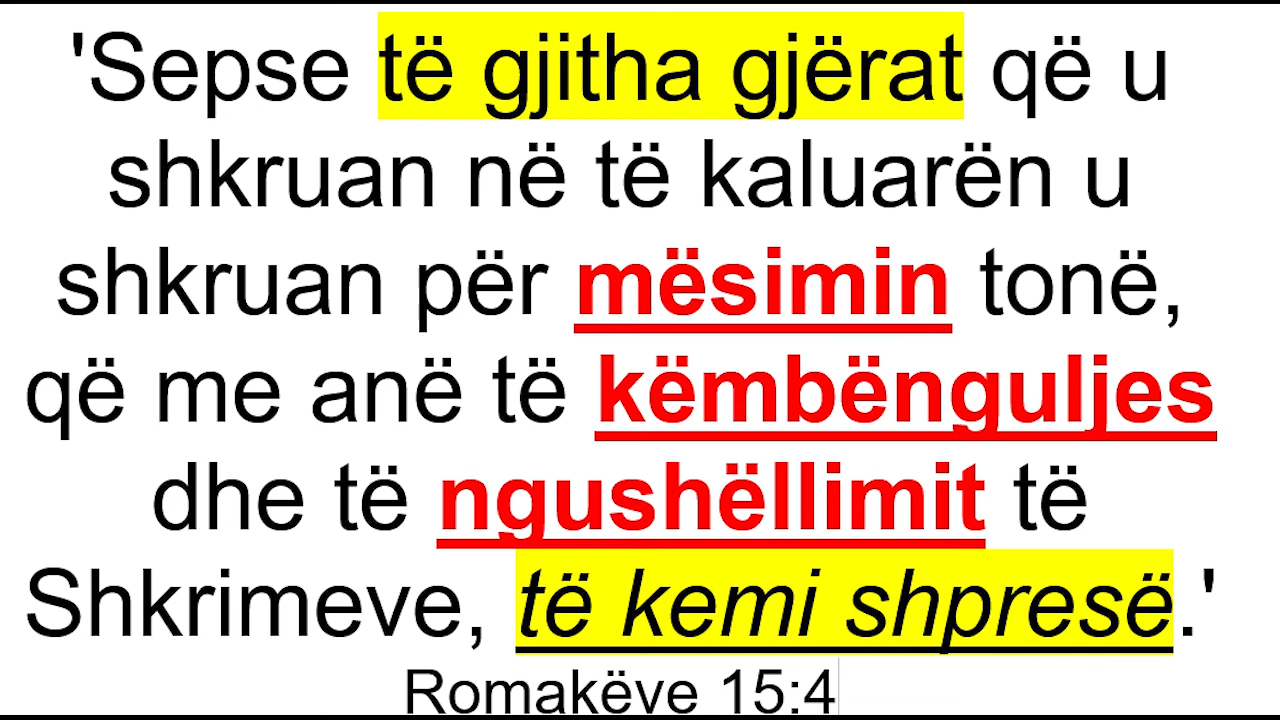 'Sepse të gjitha gjërat që u
shkruan në të kaluarën u
shkruan për mësimin tonë,
që me anë të këmbënguljes
dhe të ngushëllimit të
Shkrimeve, të kemi shpresë.'
Romakëve 15:4